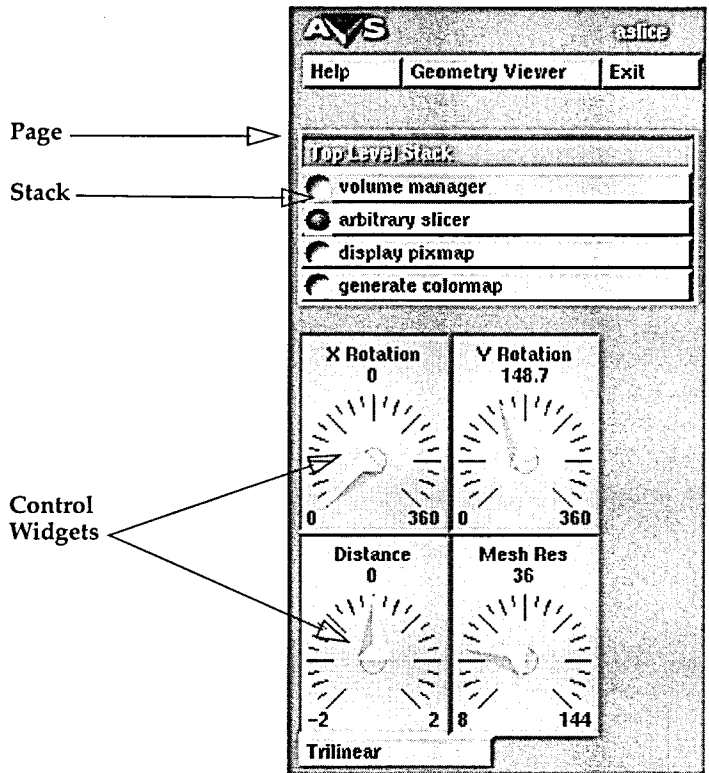 AVS aslice
Help Geometry Viewer Exit
Page
Top Level Stack
Stack
volume manager
arbitrary slicer
display pixmap
generate colormap
X Rotation
0
0 360
Y Rotation
148.7
0 360
Control
Widgets
Distance
0
-2 2
Mesh Res
36
8 144
Trilinear